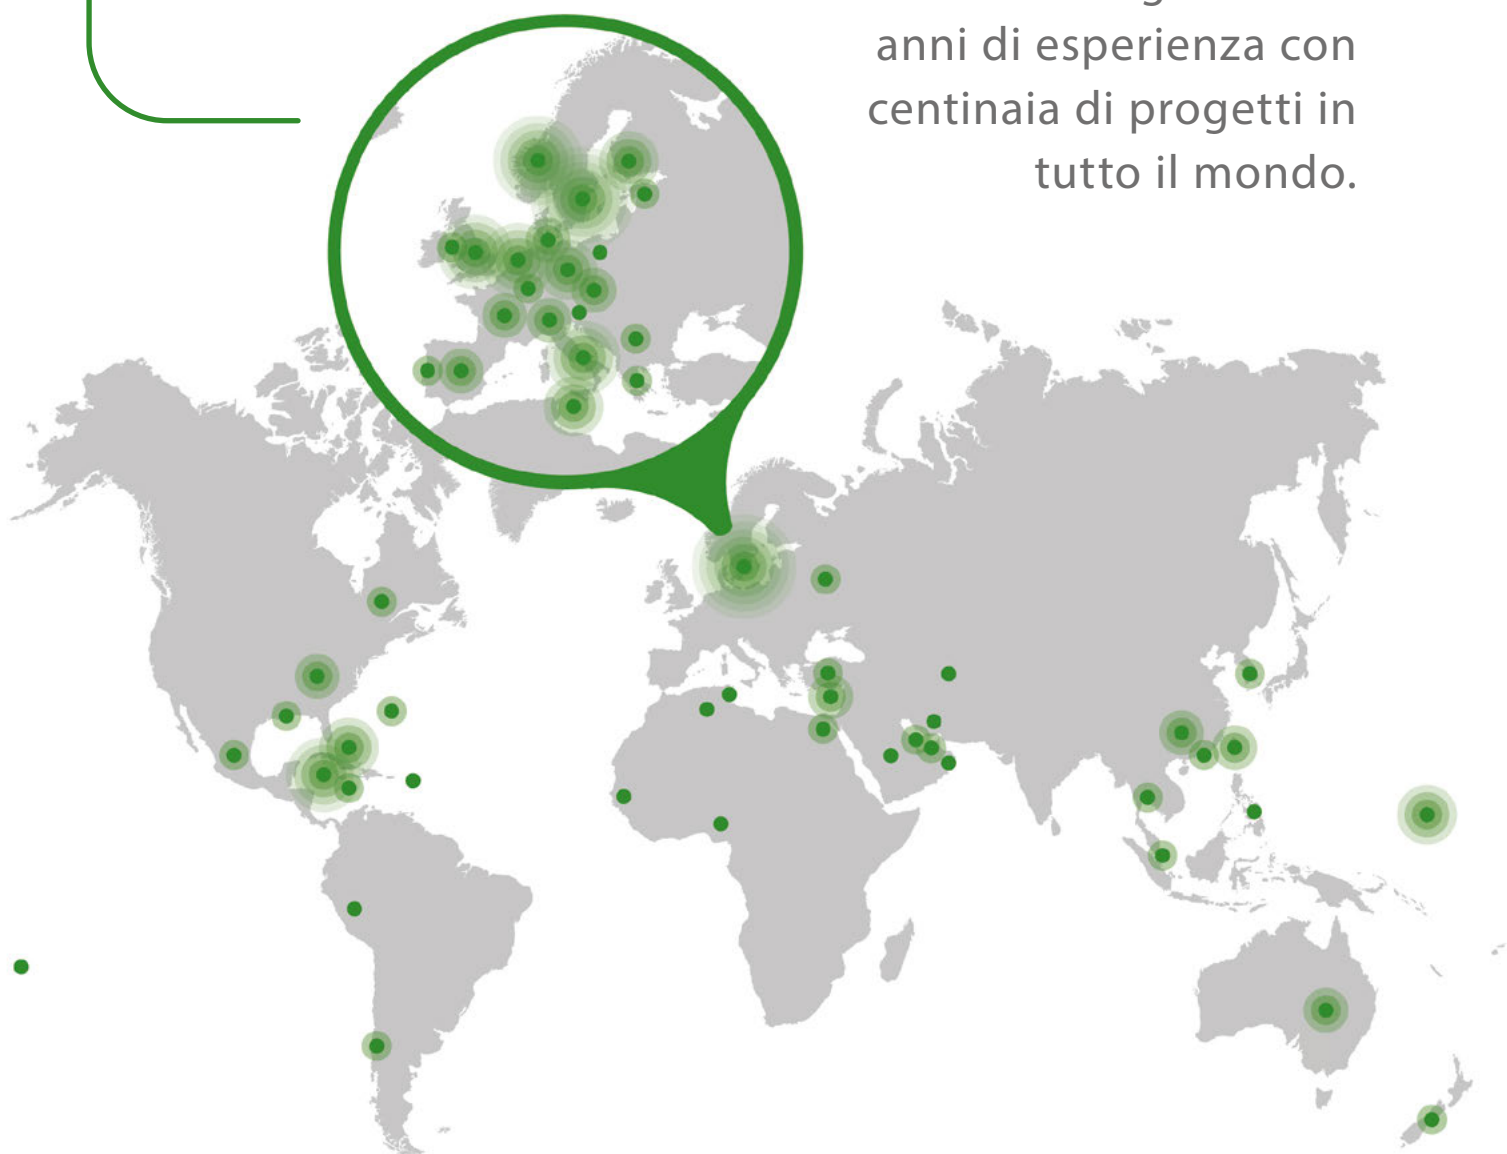 anni di esperienza con
centinaia di progetti in
tutto il mondo.